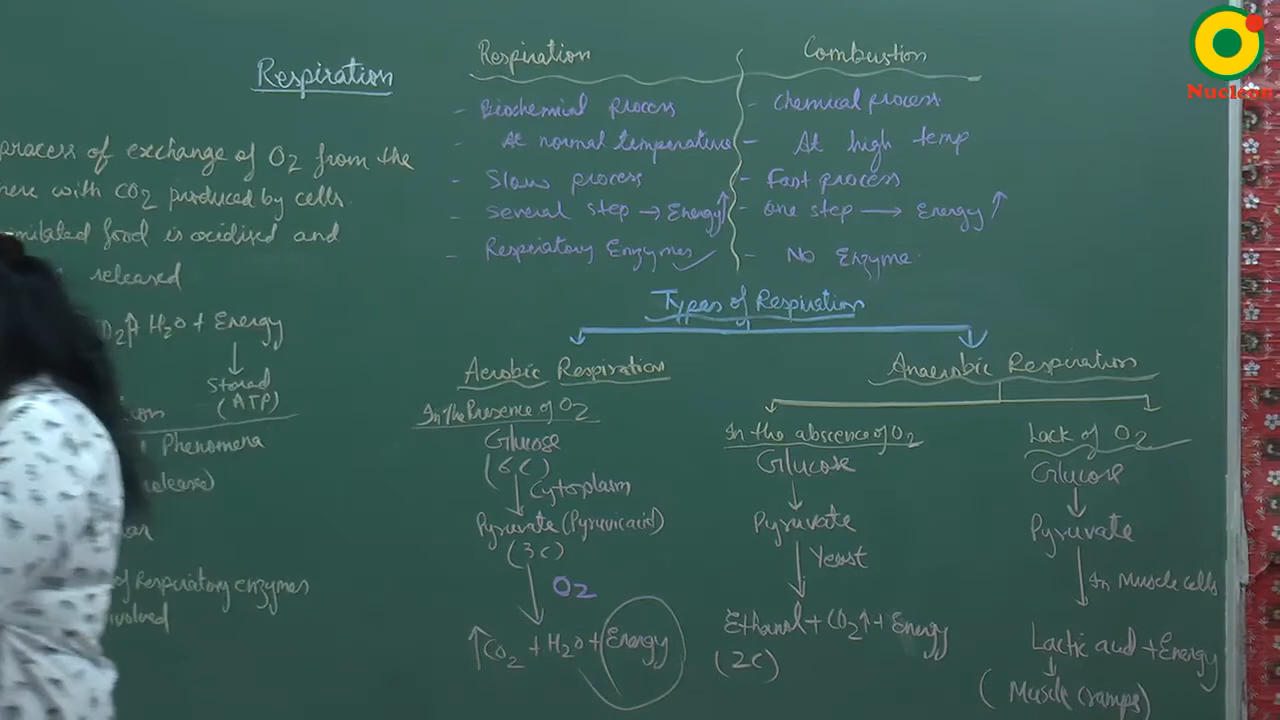 Respiration
process of exchange of O2 from the
here with CO2 produced by cells.
food is oxidised and
released
H2O + Energy
Stored
(ATP)
Phenomena
of Respiratory enzymes
Respiration
- Biochemical process
- At normal temperature
- Slow process
- Several step → Energy↑
- Respiratory Enzymes ✓
Combustion
- Chemical process
- At high temp
- Fast process
- One step → Energy ↑
- No Enzyme.
Types of Respiration
Aerobic Respiration
In The Presence of O2
Glucose
(6C)
↓ Cytoplasm
Pyruvate (Pyruvic acid)
(3C)
↓ O2
↑CO2 + H2O + Energy
Anaerobic Respiration
In the abscence of O2
Glucose
↓
Pyruvate
↓ Yeast
Ethanol + CO2↑ + Energy
(2C)
Lack of O2
Glucose
↓
Pyruvate
↓ In Muscle cells
Lactic acid + Energy
↓
(Muscle cramps)
Nucleon